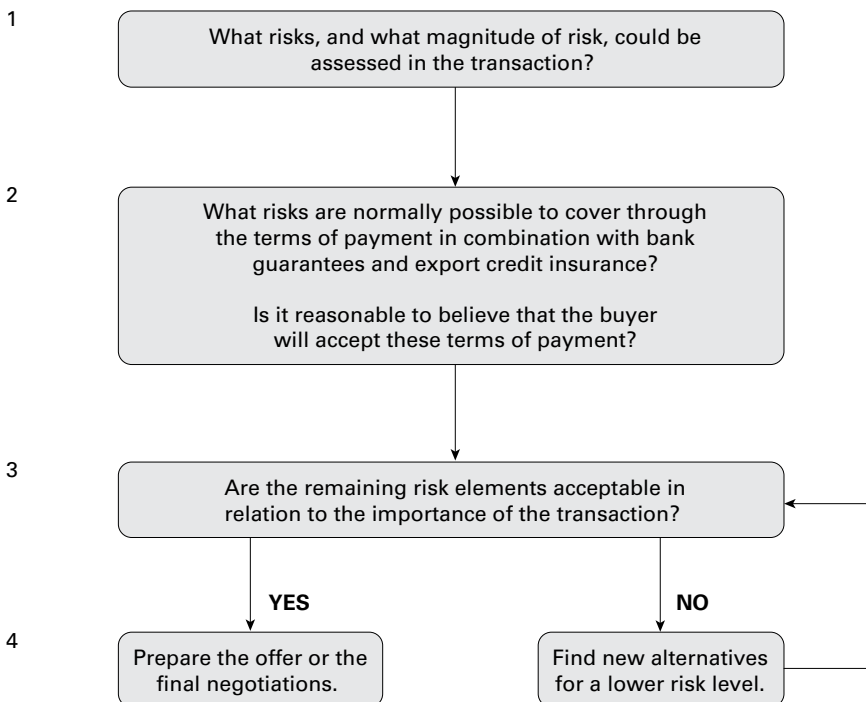 1
What risks, and what magnitude of risk, could be
assessed in the transaction?
2
What risks are normally possible to cover through
the terms of payment in combination with bank
guarantees and export credit insurance?
Is it reasonable to believe that the buyer
will accept these terms of payment?
3
Are the remaining risk elements acceptable in
relation to the importance of the transaction?
YES
NO
4
Prepare the offer or the
final negotiations.
Find new alternatives
for a lower risk level.